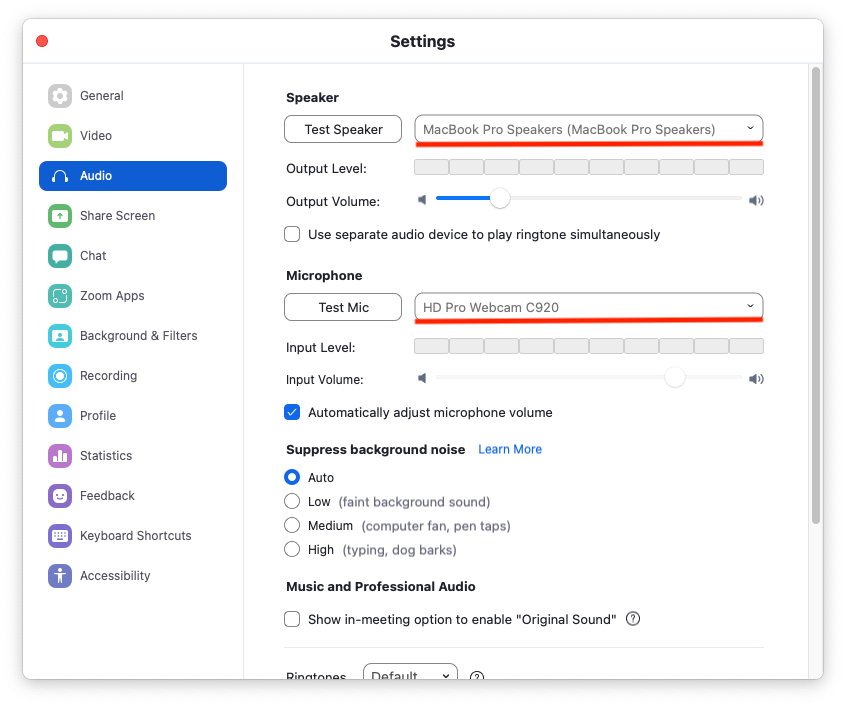 Settings
General
Video
Audio
Share Screen
Chat
Zoom Apps
Background & Filters
Recording
Profile
Statistics
Feedback
Keyboard Shortcuts
Accessibility
Speaker
Test Speaker
MacBook Pro Speakers (MacBook Pro Speakers)
Output Level:
Output Volume:
Use separate audio device to play ringtone simultaneously
Microphone
Test Mic
HD Pro Webcam C920
Input Level:
Input Volume:
Automatically adjust microphone volume
Suppress background noise Learn More
Auto
Low (faint background sound)
Medium (computer fan, pen taps)
High (typing, dog barks)
Music and Professional Audio
Show in-meeting option to enable "Original Sound" ?
Ringtones Default ?